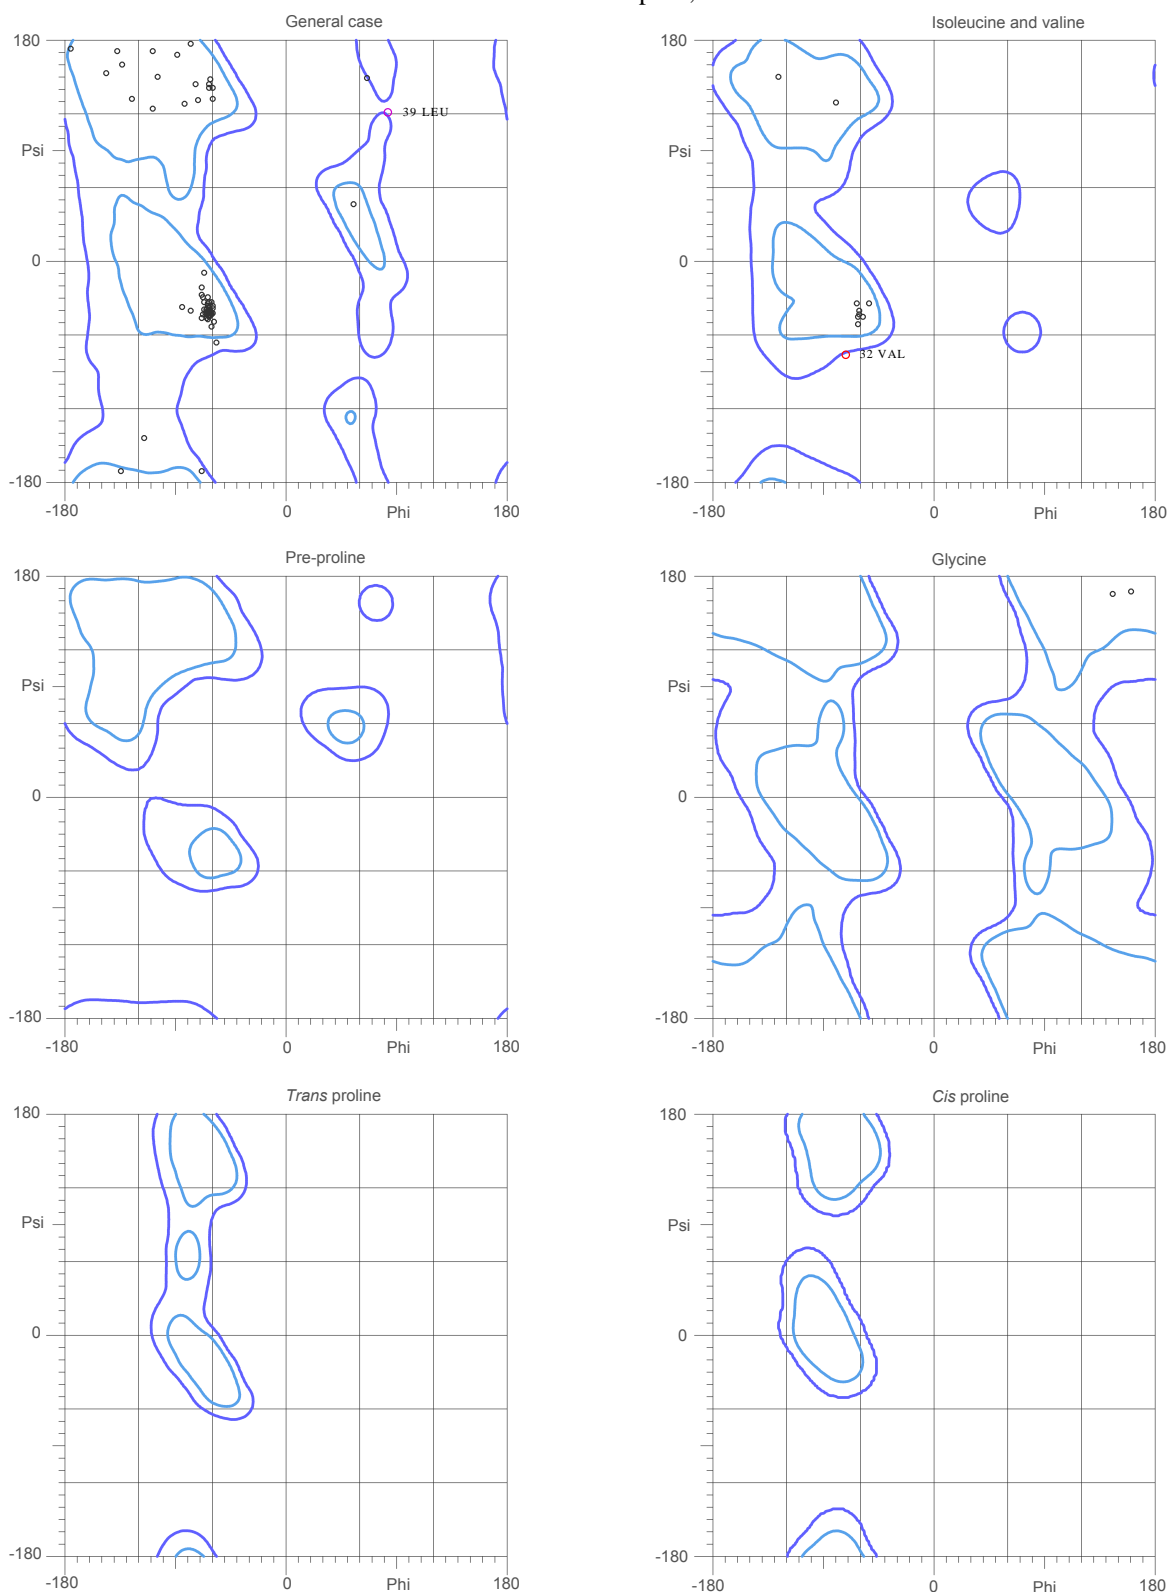 General case
180
39 LEU
Psi
0
-180
-180
0
Phi
180
Isoleucine and valine
180
Psi
0
32 VAL
-180
-180
0
Phi
180
Pre-proline
180
Psi
0
-180
-180
0
Phi
180
Glycine
180
Psi
0
-180
-180
0
Phi
180
Trans proline
180
Psi
0
-180
-180
0
Phi
180
Cis proline
180
Psi
0
-180
-180
0
Phi
180